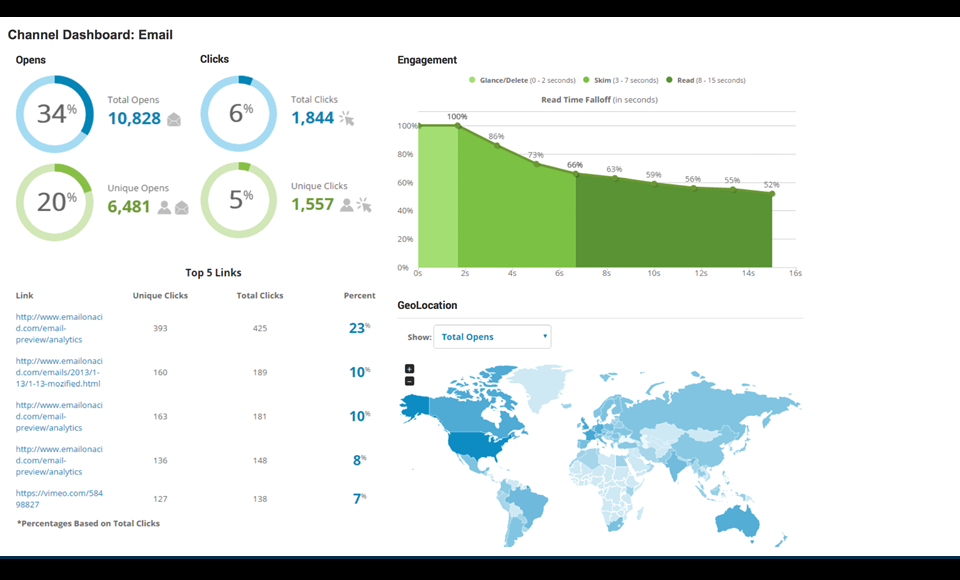 Channel Dashboard: Email
Opens
34%
Total Opens
10,828
20%
Unique Opens
6,481
Clicks
6%
Total Clicks
1,844
5%
Unique Clicks
1,557
Top 5 Links
Link Unique Clicks Total Clicks Percent
http://www.emailonaci
d.com/email-
preview/analytics
393 425 23%
http://www.emailonaci
d.com/emails/2013/1-
13/1-13-mozified.html
160 189 10%
http://www.emailonaci
d.com/email-
preview/analytics
163 181 10%
http://www.emailonaci
d.com/email-
preview/analytics
136 148 8%
https://vimeo.com/584
98827
127 138 7%
*Percentages Based on Total Clicks
Engagement
Glance/Delete (0 - 2 seconds) Skim (3 - 7 seconds) Read (8 - 15 seconds)
Read Time Falloff (in seconds)
100%
80%
60%
40%
20%
0%
100% 86% 73% 66% 63% 59% 56% 55% 52%
0s 2s 4s 6s 8s 10s 12s 14s 16s
GeoLocation
Show: Total Opens
+
−